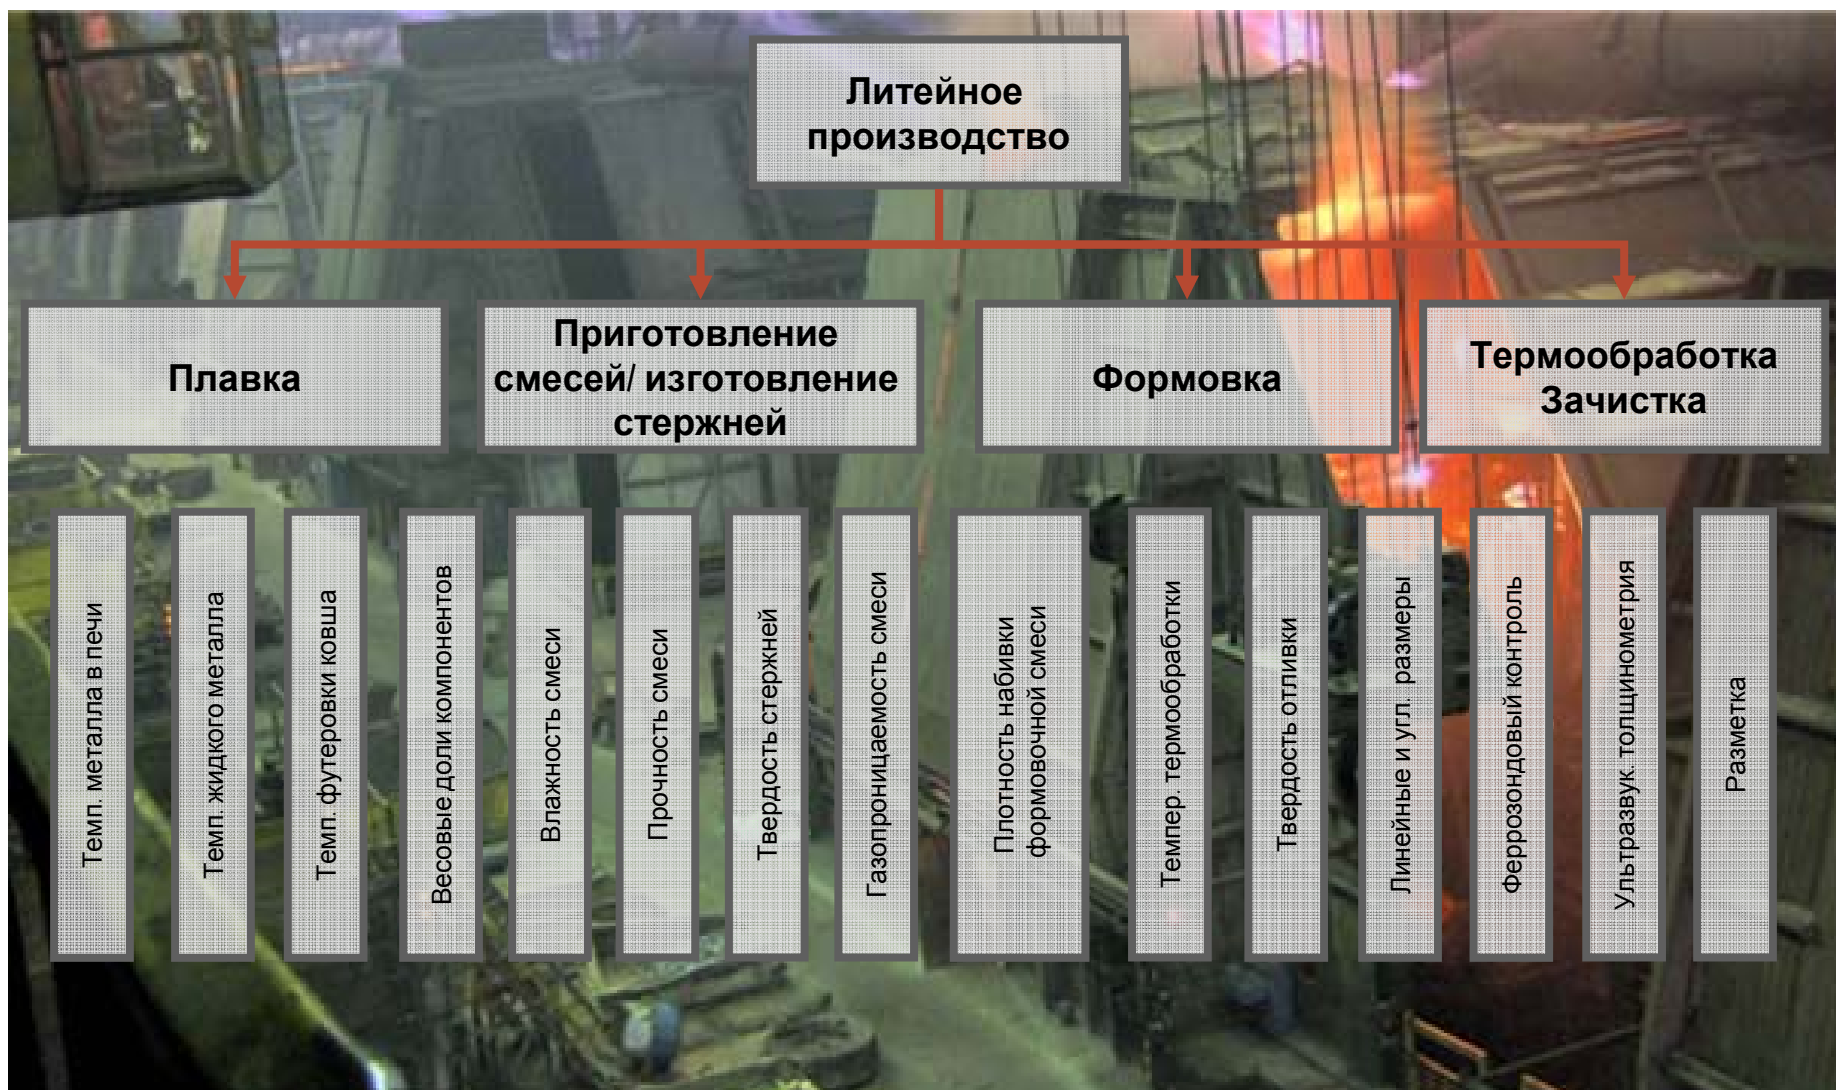 Литейное
производство
Плавка
Приготовление
смесей/ изготовление
стержней
Формовка
Термообработка
Зачистка
Темп. металла в печи
Темп. жидкого металла
Темп. футеровки ковша
Весовые доли компонентов
Влажность смеси
Прочность смеси
Твердость стержней
Газопроницаемость смеси
Плотность набивки
формовочной смеси
Темпер. термообработки
Твердость отливки
Линейные и угл. размеры
Феррозондовый контроль
Ультразвук. толщинометрия
Разметка